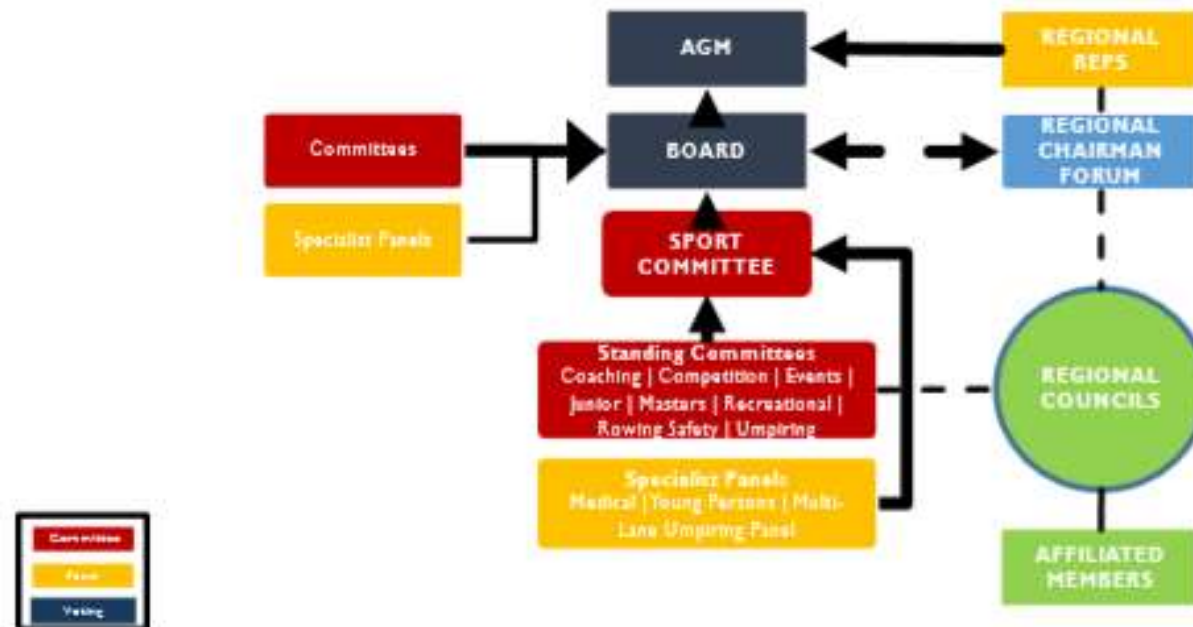 AGM
REGIONAL
REPS
Committees
BOARD
REGIONAL
CHAIRMAN
FORUM
Specialist Panels
SPORT
COMMITTEE
Standing Committees
Coaching | Competition | Events |
Junior | Masters | Recreational |
Rowing Safety | Umpiring
REGIONAL
COUNCILS
Specialist Panels
Medical | Young Persons | Multi-
Lane Umpiring Panel
Committee
Panel
Voting
AFFILIATED
MEMBERS